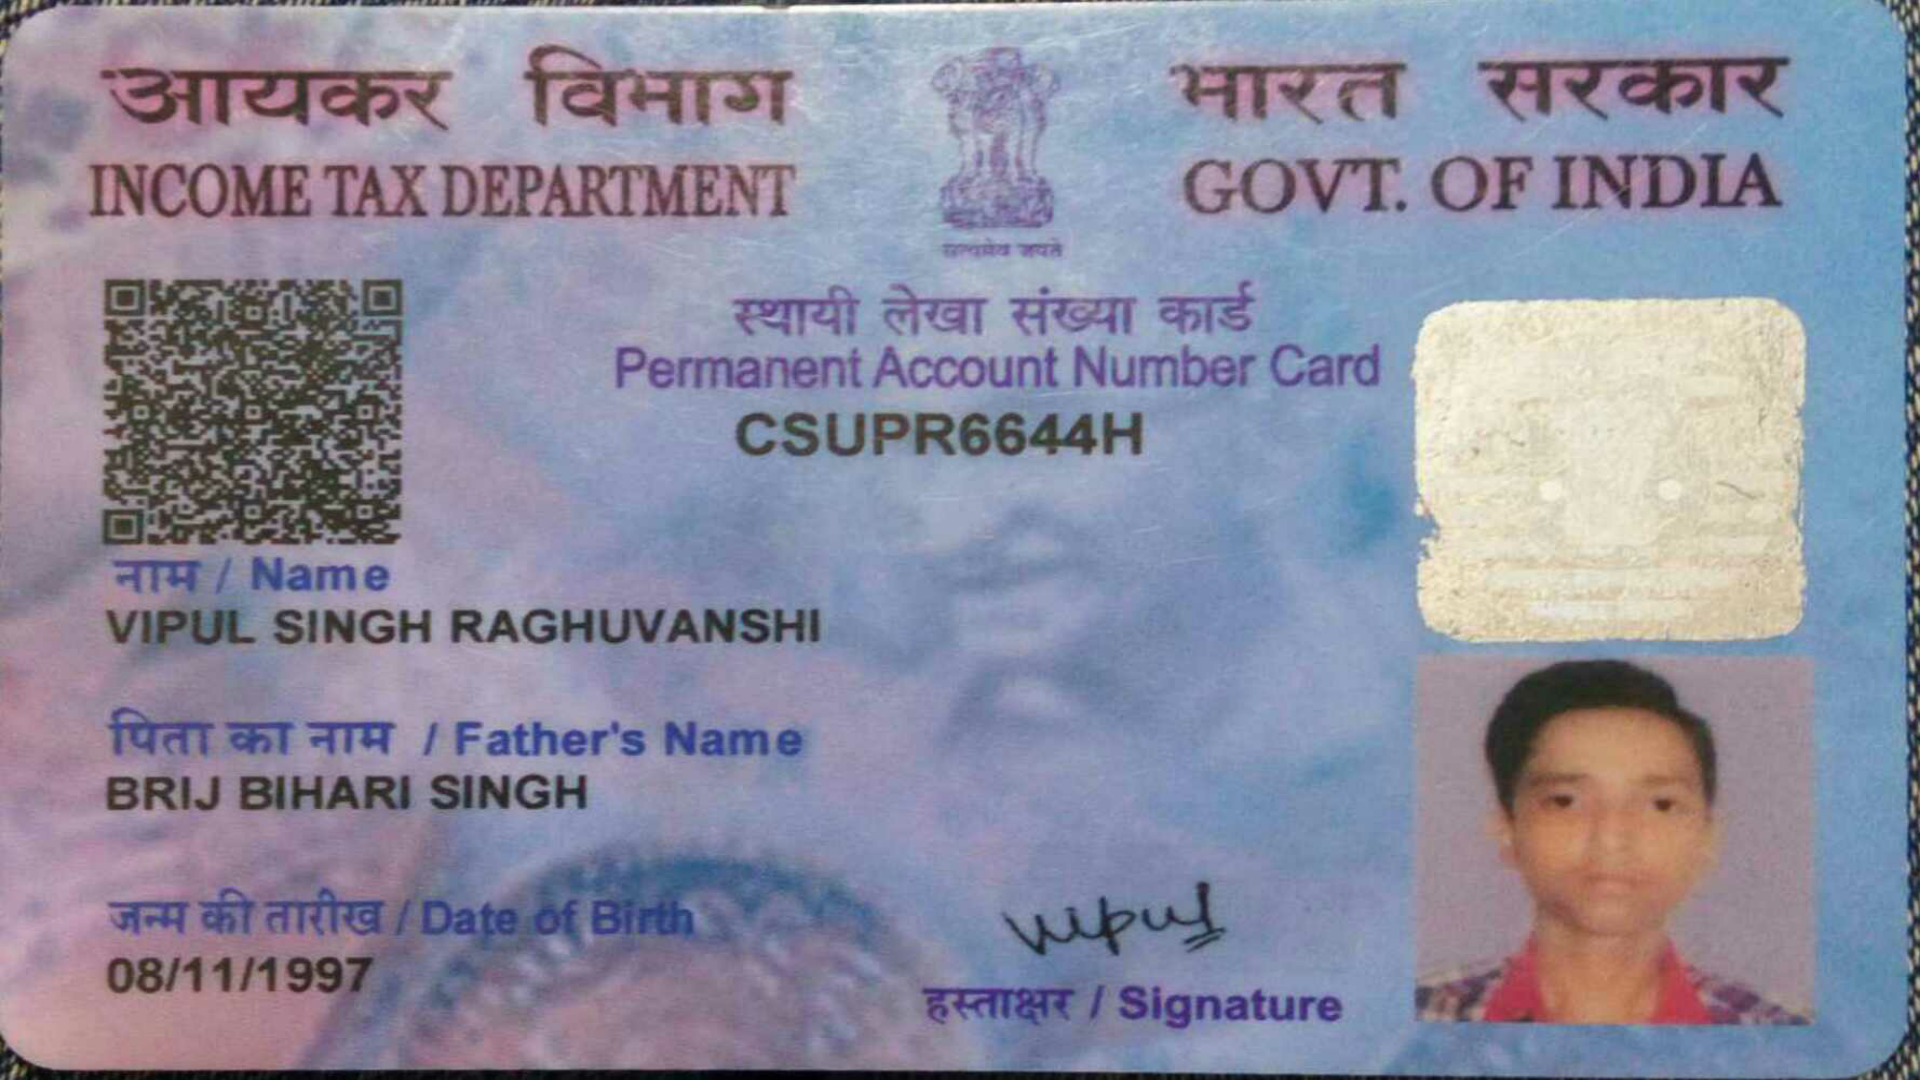 आयकर विभाग
INCOME TAX DEPARTMENT
भारत सरकार
GOVT. OF INDIA
सत्यमेव जयते
स्थायी लेखा संख्या कार्ड
Permanent Account Number Card
CSUPR6644H
नाम / Name
VIPUL SINGH RAGHUVANSHI
पिता का नाम / Father's Name
BRIJ BIHARI SINGH
जन्म की तारीख / Date of Birth
08/11/1997
vipul
हस्ताक्षर / Signature